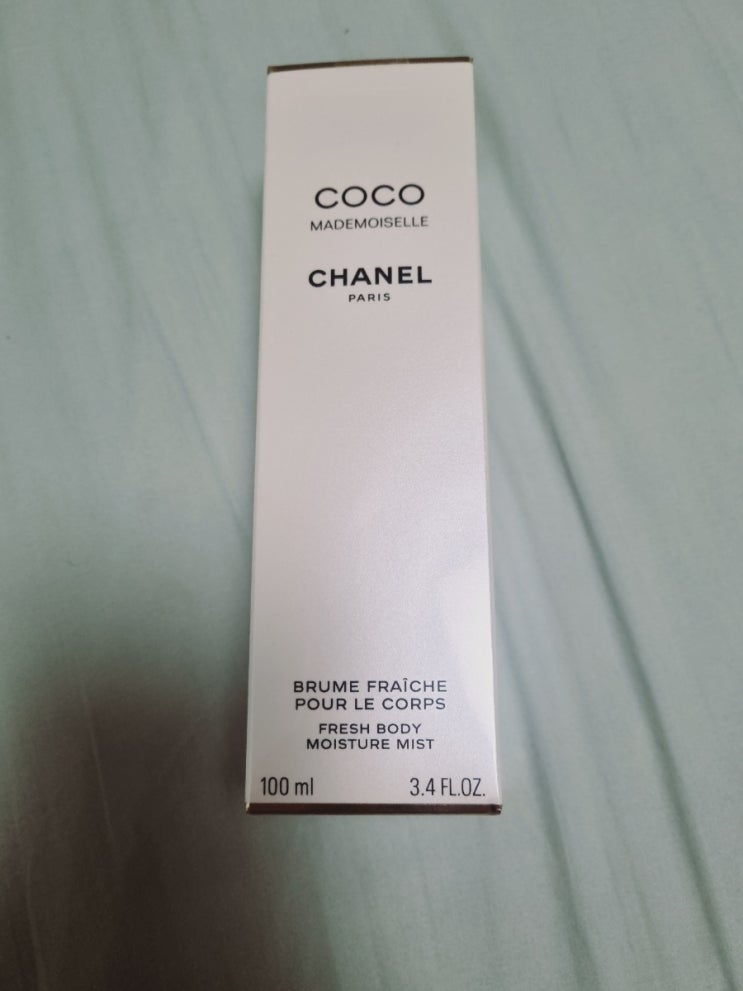 COCO
MADEMOISELLE
CHANEL
PARIS
BRUME FRAÎCHE
POUR LE CORPS
FRESH BODY
MOISTURE MIST
100 ml 3.4 FL.OZ.